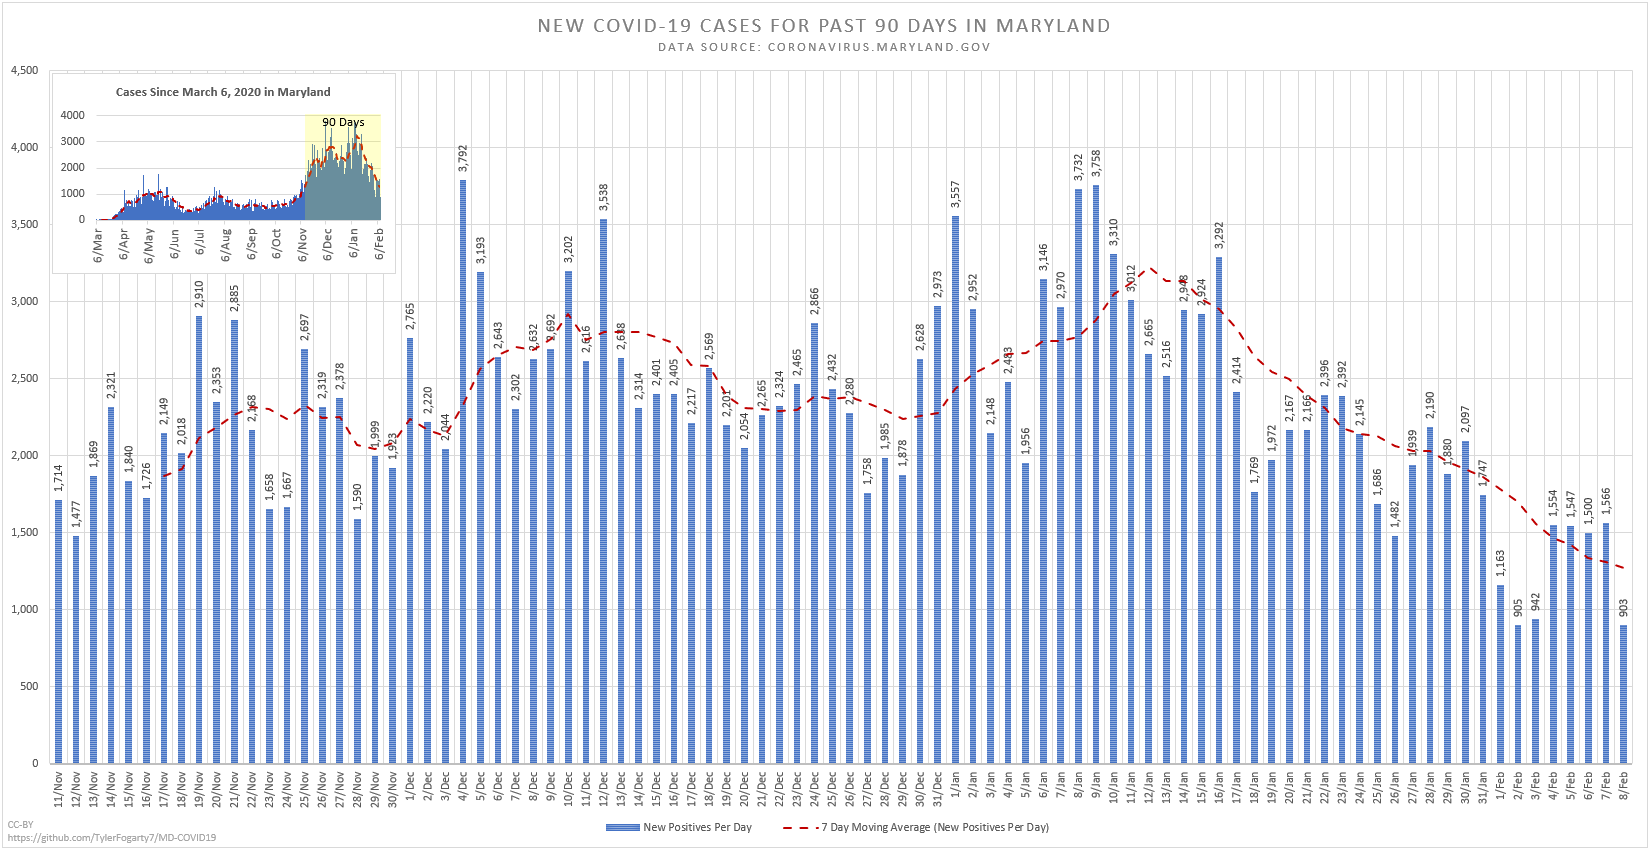 NEW COVID-19 CASES FOR PAST 90 DAYS IN MARYLAND
DATA SOURCE: CORONAVIRUS.MARYLAND.GOV
4,500
4,000
3,500
3,000
2,500
2,000
1,500
1,000
500
0
Cases Since March 6, 2020 in Maryland
90 Days
4000
3000
2000
1000
0
6/Mar
6/Apr
6/May
6/Jun
6/Jul
6/Aug
6/Sep
6/Oct
6/Nov
6/Dec
6/Jan
6/Feb
1,714
1,477
1,869
2,321
1,840
1,726
2,149
2,018
2,910
2,353
2,885
2,168
1,658
1,667
2,697
2,319
2,378
1,590
1,999
1,923
2,765
2,220
2,044
3,792
3,193
2,643
2,302
2,632
2,692
3,202
2,616
3,538
2,638
2,314
2,401
2,405
2,217
2,569
2,201
2,054
2,265
2,324
2,465
2,866
2,432
2,280
1,758
1,985
1,878
2,628
2,973
3,557
2,952
2,148
2,483
1,956
3,146
2,970
3,732
3,758
3,310
3,012
2,665
2,516
2,948
2,924
3,292
2,414
1,769
1,972
2,167
2,166
2,396
2,392
2,145
1,686
1,482
1,939
2,190
1,880
2,097
1,747
1,163
905
942
1,554
1,547
1,500
1,566
903
11/Nov
12/Nov
13/Nov
14/Nov
15/Nov
16/Nov
17/Nov
18/Nov
19/Nov
20/Nov
21/Nov
22/Nov
23/Nov
24/Nov
25/Nov
26/Nov
27/Nov
28/Nov
29/Nov
30/Nov
1/Dec
2/Dec
3/Dec
4/Dec
5/Dec
6/Dec
7/Dec
8/Dec
9/Dec
10/Dec
11/Dec
12/Dec
13/Dec
14/Dec
15/Dec
16/Dec
17/Dec
18/Dec
19/Dec
20/Dec
21/Dec
22/Dec
23/Dec
24/Dec
25/Dec
26/Dec
27/Dec
28/Dec
29/Dec
30/Dec
31/Dec
1/Jan
2/Jan
3/Jan
4/Jan
5/Jan
6/Jan
7/Jan
8/Jan
9/Jan
10/Jan
11/Jan
12/Jan
13/Jan
14/Jan
15/Jan
16/Jan
17/Jan
18/Jan
19/Jan
20/Jan
21/Jan
22/Jan
23/Jan
24/Jan
25/Jan
26/Jan
27/Jan
28/Jan
29/Jan
30/Jan
31/Jan
1/Feb
2/Feb
3/Feb
4/Feb
5/Feb
6/Feb
7/Feb
8/Feb
New Positives Per Day
7 Day Moving Average (New Positives Per Day)
CC-BY
https://github.com/TylerFogarty7/MD-COVID19